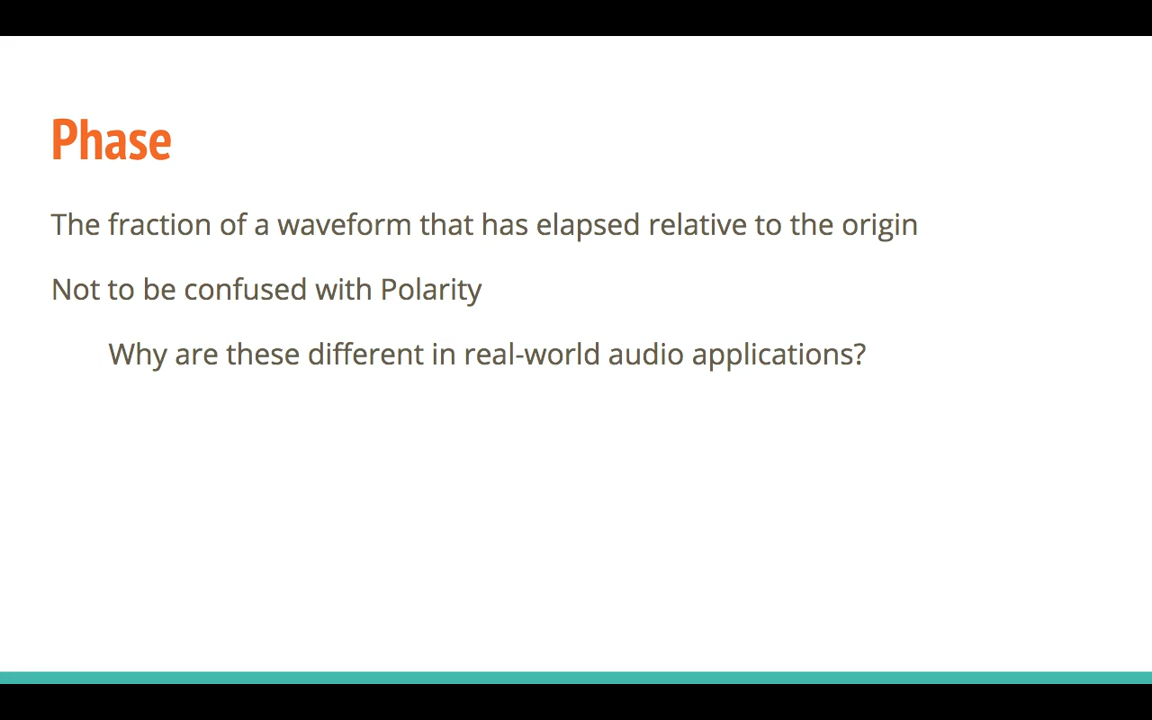 Phase
The fraction of a waveform that has elapsed relative to the origin
Not to be confused with Polarity
Why are these different in real-world audio applications?